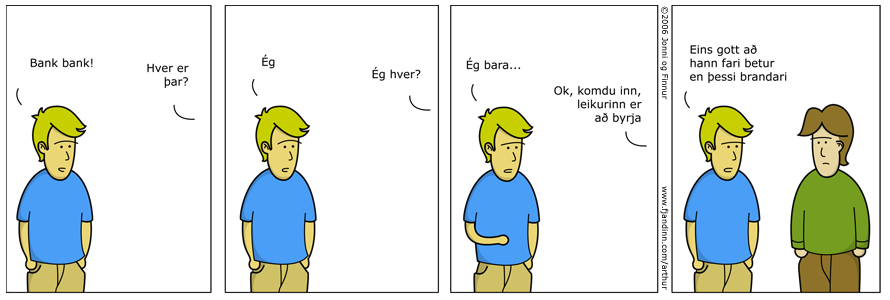 Bank bank!
Hver er
þar?
Ég
Ég hver?
Ég bara...
Ok, komdu inn,
leikurinn er
að byrja
©2006 Jonni og Finnur
www.fjandinn.com/arthur
Eins gott að
hann fari betur
en þessi brandari